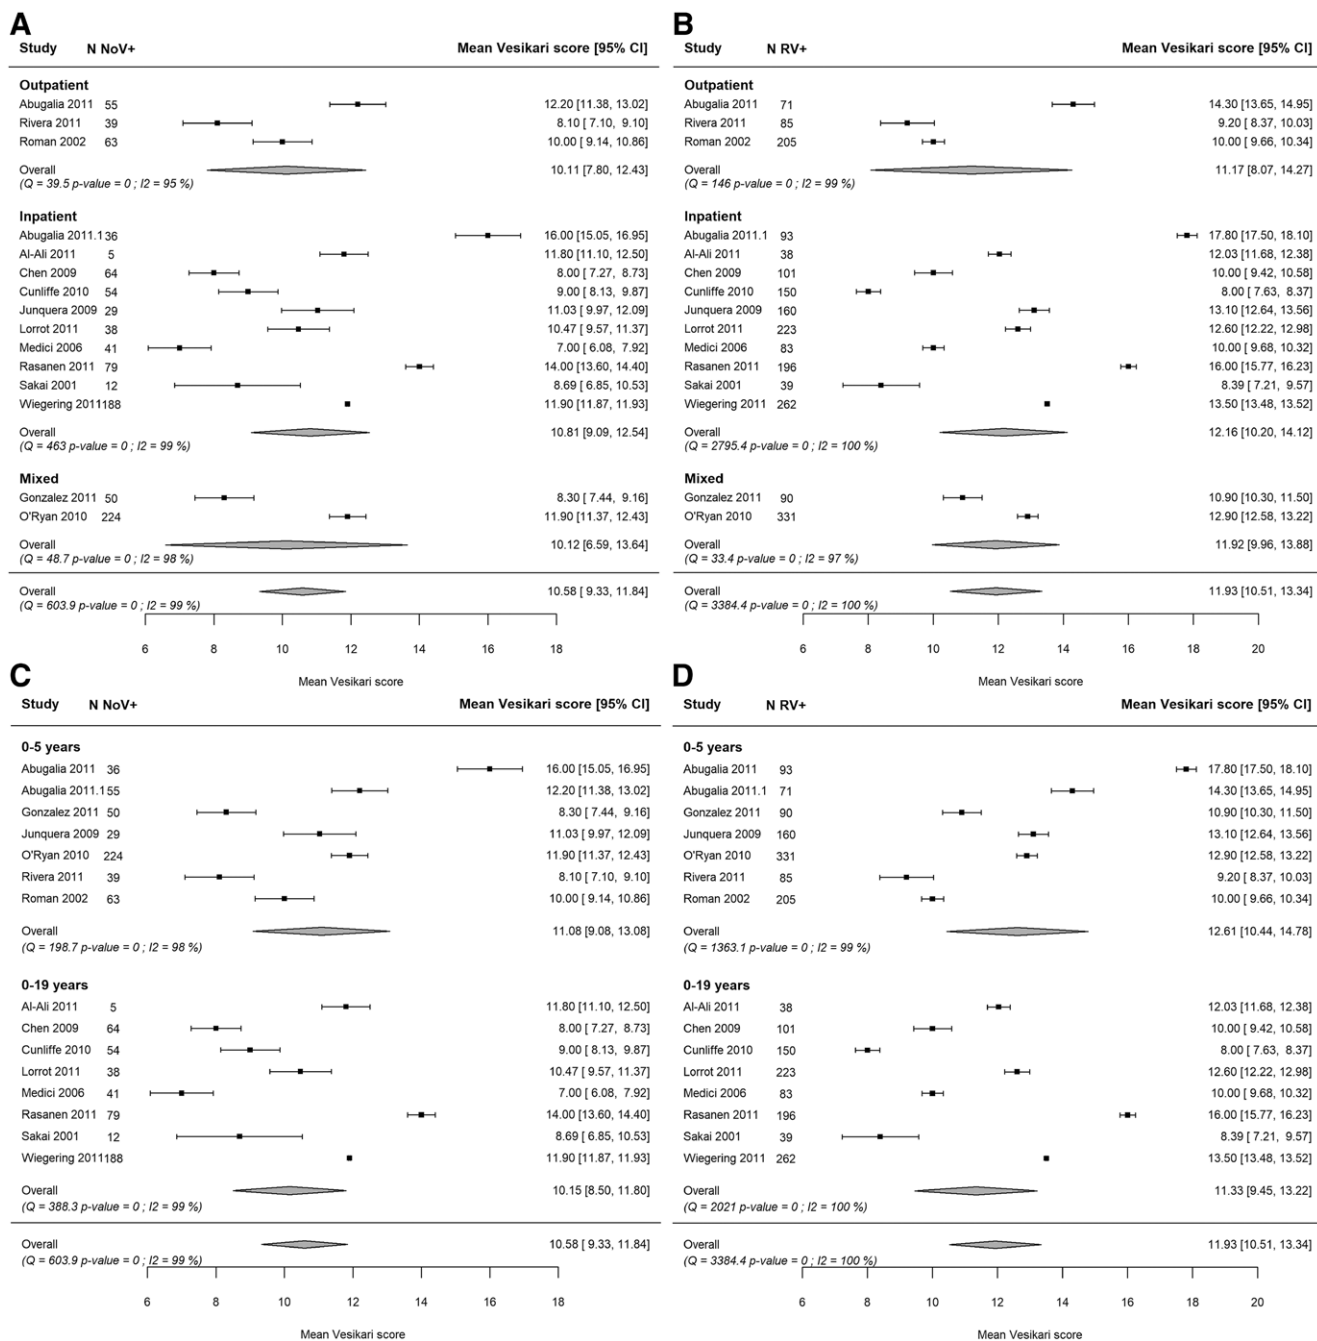 A
Study N NoV+ Mean Vesikari score [95% CI]
Outpatient
Abugalia 2011 55 12.20 [11.38, 13.02]
Rivera 2011 39 8.10 [ 7.10, 9.10]
Roman 2002 63 10.00 [ 9.14, 10.86]
Overall 10.11 [ 7.80, 12.43]
(Q = 39.5 p-value = 0 ; I2 = 95 %)
Inpatient
Abugalia 2011.1 36 16.00 [15.05, 16.95]
Al-Ali 2011 5 11.80 [11.10, 12.50]
Chen 2009 64 8.00 [ 7.27, 8.73]
Cunliffe 2010 54 9.00 [ 8.13, 9.87]
Junquera 2009 29 11.03 [ 9.97, 12.09]
Lorrot 2011 38 10.47 [ 9.57, 11.37]
Medici 2006 41 7.00 [ 6.08, 7.92]
Rasanen 2011 79 14.00 [13.60, 14.40]
Sakai 2001 12 8.69 [ 6.85, 10.53]
Wiegering 2011 188 11.90 [11.87, 11.93]
Overall 10.81 [ 9.09, 12.54]
(Q = 463 p-value = 0 ; I2 = 99 %)
Mixed
Gonzalez 2011 50 8.30 [ 7.44, 9.16]
O'Ryan 2010 224 11.90 [11.37, 12.43]
Overall 10.12 [ 6.59, 13.64]
(Q = 48.7 p-value = 0 ; I2 = 98 %)
Overall 10.58 [ 9.33, 11.84]
(Q = 603.9 p-value = 0 ; I2 = 99 %)
6 8 10 12 14 16 18
Mean Vesikari score
B
Study N RV+ Mean Vesikari score [95% CI]
Outpatient
Abugalia 2011 71 14.30 [13.65, 14.95]
Rivera 2011 85 9.20 [ 8.37, 10.03]
Roman 2002 205 10.00 [ 9.66, 10.34]
Overall 11.17 [ 8.07, 14.27]
(Q = 146 p-value = 0 ; I2 = 99 %)
Inpatient
Abugalia 2011.1 93 17.80 [17.50, 18.10]
Al-Ali 2011 38 12.03 [11.68, 12.38]
Chen 2009 101 10.00 [ 9.42, 10.58]
Cunliffe 2010 150 8.00 [ 7.63, 8.37]
Junquera 2009 160 13.10 [12.64, 13.56]
Lorrot 2011 223 12.60 [12.22, 12.98]
Medici 2006 83 10.00 [ 9.68, 10.32]
Rasanen 2011 196 16.00 [15.77, 16.23]
Sakai 2001 39 8.39 [ 7.21, 9.57]
Wiegering 2011 262 13.50 [13.48, 13.52]
Overall 12.16 [10.20, 14.12]
(Q = 2795.4 p-value = 0 ; I2 = 100 %)
Mixed
Gonzalez 2011 90 10.90 [10.30, 11.50]
O'Ryan 2010 331 12.90 [12.58, 13.22]
Overall 11.92 [ 9.96, 13.88]
(Q = 33.4 p-value = 0 ; I2 = 97 %)
Overall 11.93 [10.51, 13.34]
(Q = 3384.4 p-value = 0 ; I2 = 100 %)
6 8 10 12 14 16 18 20
Mean Vesikari score
C
Study N NoV+ Mean Vesikari score [95% CI]
0-5 years
Abugalia 2011 36 16.00 [15.05, 16.95]
Abugalia 2011.1 55 12.20 [11.38, 13.02]
Gonzalez 2011 50 8.30 [ 7.44, 9.16]
Junquera 2009 29 11.03 [ 9.97, 12.09]
O'Ryan 2010 224 11.90 [11.37, 12.43]
Rivera 2011 39 8.10 [ 7.10, 9.10]
Roman 2002 63 10.00 [ 9.14, 10.86]
Overall 11.08 [ 9.08, 13.08]
(Q = 198.7 p-value = 0 ; I2 = 98 %)
0-19 years
Al-Ali 2011 5 11.80 [11.10, 12.50]
Chen 2009 64 8.00 [ 7.27, 8.73]
Cunliffe 2010 54 9.00 [ 8.13, 9.87]
Lorrot 2011 38 10.47 [ 9.57, 11.37]
Medici 2006 41 7.00 [ 6.08, 7.92]
Rasanen 2011 79 14.00 [13.60, 14.40]
Sakai 2001 12 8.69 [ 6.85, 10.53]
Wiegering 2011 188 11.90 [11.87, 11.93]
Overall 10.15 [ 8.50, 11.80]
(Q = 388.3 p-value = 0 ; I2 = 99 %)
Overall 10.58 [ 9.33, 11.84]
(Q = 603.9 p-value = 0 ; I2 = 99 %)
6 8 10 12 14 16 18
Mean Vesikari score
D
Study N RV+ Mean Vesikari score [95% CI]
0-5 years
Abugalia 2011 93 17.80 [17.50, 18.10]
Abugalia 2011.1 71 14.30 [13.65, 14.95]
Gonzalez 2011 90 10.90 [10.30, 11.50]
Junquera 2009 160 13.10 [12.64, 13.56]
O'Ryan 2010 331 12.90 [12.58, 13.22]
Rivera 2011 85 9.20 [ 8.37, 10.03]
Roman 2002 205 10.00 [ 9.66, 10.34]
Overall 12.61 [10.44, 14.78]
(Q = 1363.1 p-value = 0 ; I2 = 99 %)
0-19 years
Al-Ali 2011 38 12.03 [11.68, 12.38]
Chen 2009 101 10.00 [ 9.42, 10.58]
Cunliffe 2010 150 8.00 [ 7.63, 8.37]
Lorrot 2011 223 12.60 [12.22, 12.98]
Medici 2006 83 10.00 [ 9.68, 10.32]
Rasanen 2011 196 16.00 [15.77, 16.23]
Sakai 2001 39 8.39 [ 7.21, 9.57]
Wiegering 2011 262 13.50 [13.48, 13.52]
Overall 11.33 [ 9.45, 13.22]
(Q = 2021 p-value = 0 ; I2 = 100 %)
Overall 11.93 [10.51, 13.34]
(Q = 3384.4 p-value = 0 ; I2 = 100 %)
6 8 10 12 14 16 18 20
Mean Vesikari score